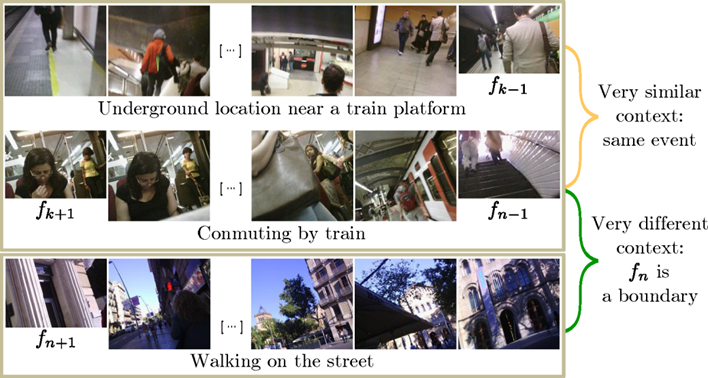 [...]
f_{k-1}
Underground location near a train platform
Very similar
context:
same event
f_{k+1}
[...]
f_{n-1}
Conmuting by train
Very different
context:
f_n is
a boundary
f_{n+1}
[...]
Walking on the street